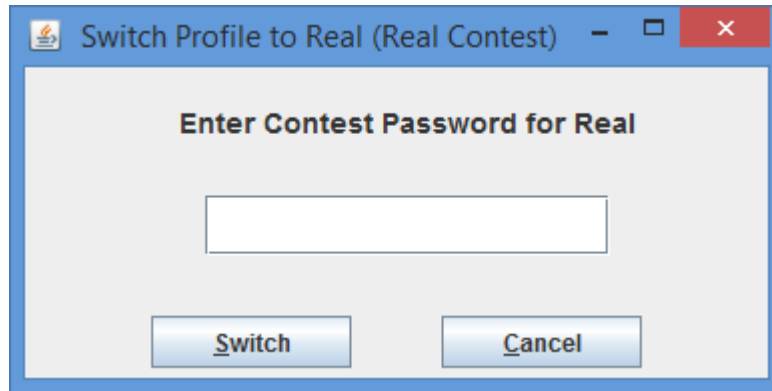 Switch Profile to Real (Real Contest)
Enter Contest Password for Real
Switch Cancel